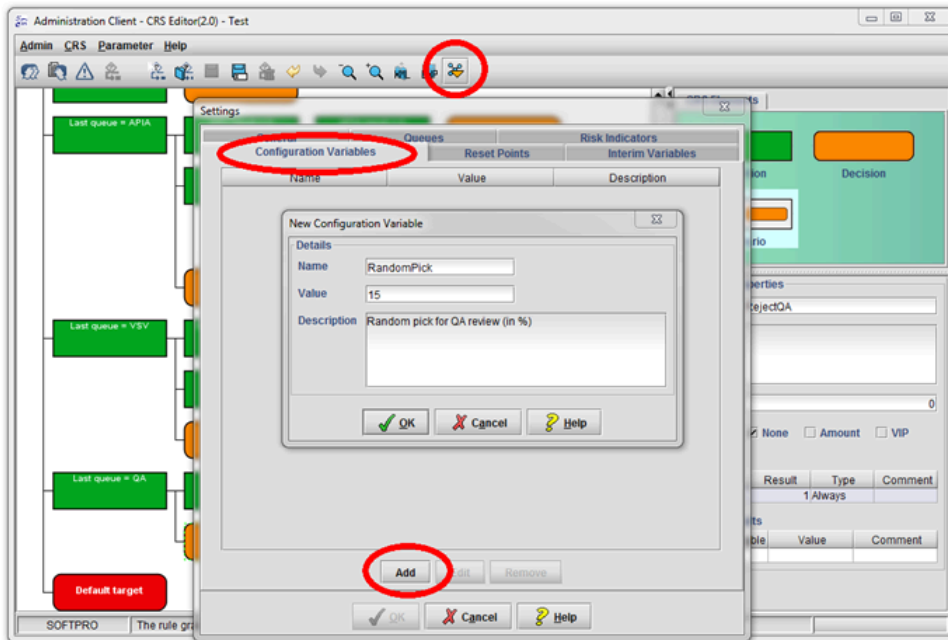 Administration Client - CRS Editor(2.0) - Test
Admin CRS Parameter Help
Settings
Queues Risk Indicators
Configuration Variables Reset Points Interim Variables
Name Value Description
New Configuration Variable
Details
Name RandomPick
Value 15
Description Random pick for QA review (in %)
OK Cancel Help
Add Edit Remove
OK Cancel Help
Last queue = APIA
Last queue = VSV
Last queue = QA
Default target
Decision
0
None Amount VIP
Result Type Comment
1 Always
Value Comment
SOFTPRO The rule